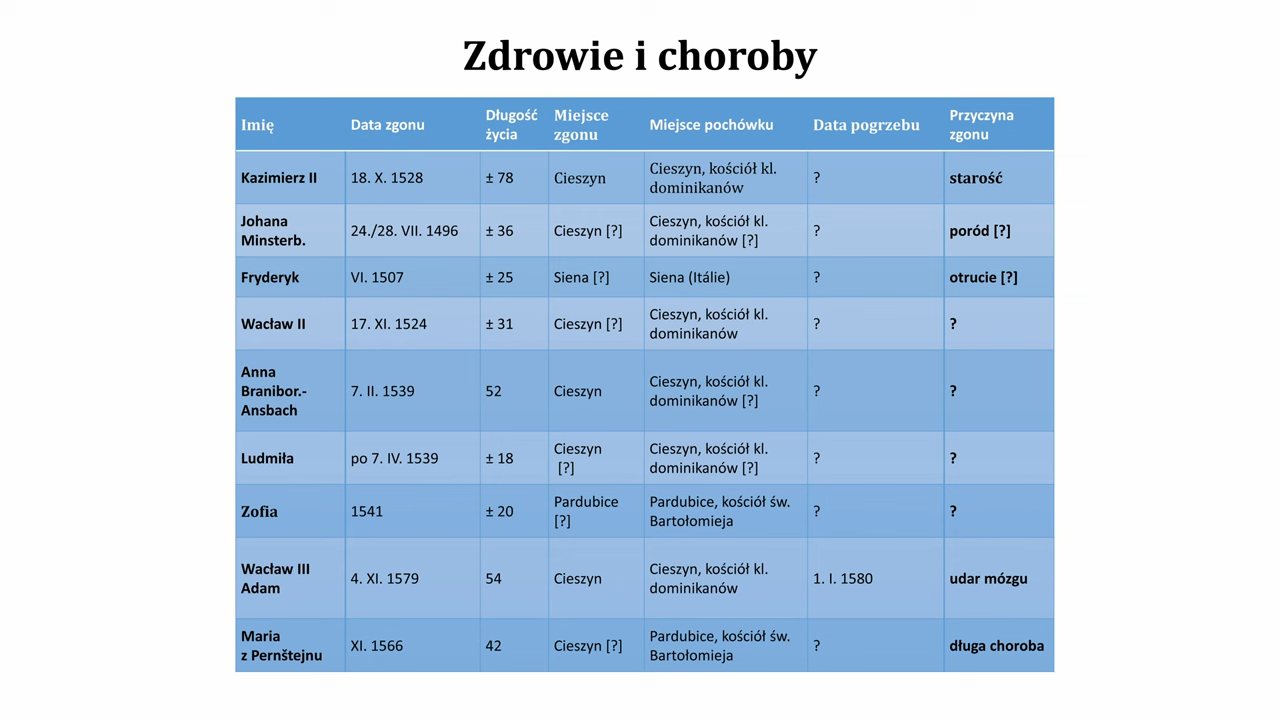 Zdrowie i choroby
Imię
Data zgonu
Długość
życia
Miejsce
zgonu
Miejsce pochówku
Data pogrzebu
Przyczyna
zgonu
Kazimierz II
18. X. 1528
± 78
Cieszyn
Cieszyn, kościół kl.
dominikanów
?
starość
Johana
Minsterb.
24./28. VII. 1496
± 36
Cieszyn [?]
Cieszyn, kościół kl.
dominikanów [?]
?
poród [?]
Fryderyk
VI. 1507
± 25
Siena [?]
Siena (Itálie)
?
otrucie [?]
Wacław II
17. XI. 1524
± 31
Cieszyn [?]
Cieszyn, kościół kl.
dominikanów
?
?
Anna
Branibor.-
Ansbach
7. II. 1539
52
Cieszyn
Cieszyn, kościół kl.
dominikanów [?]
?
?
Ludmiła
po 7. IV. 1539
± 18
Cieszyn
[?]
Cieszyn, kościół kl.
dominikanów [?]
?
?
Zofia
1541
± 20
Pardubice
[?]
Pardubice, kościół św.
Bartołomieja
?
?
Wacław III
Adam
4. XI. 1579
54
Cieszyn
Cieszyn, kościół kl.
dominikanów
1. I. 1580
udar mózgu
Maria
z Pernštejnu
XI. 1566
42
Cieszyn [?]
Pardubice, kościół św.
Bartołomieja
?
długa choroba